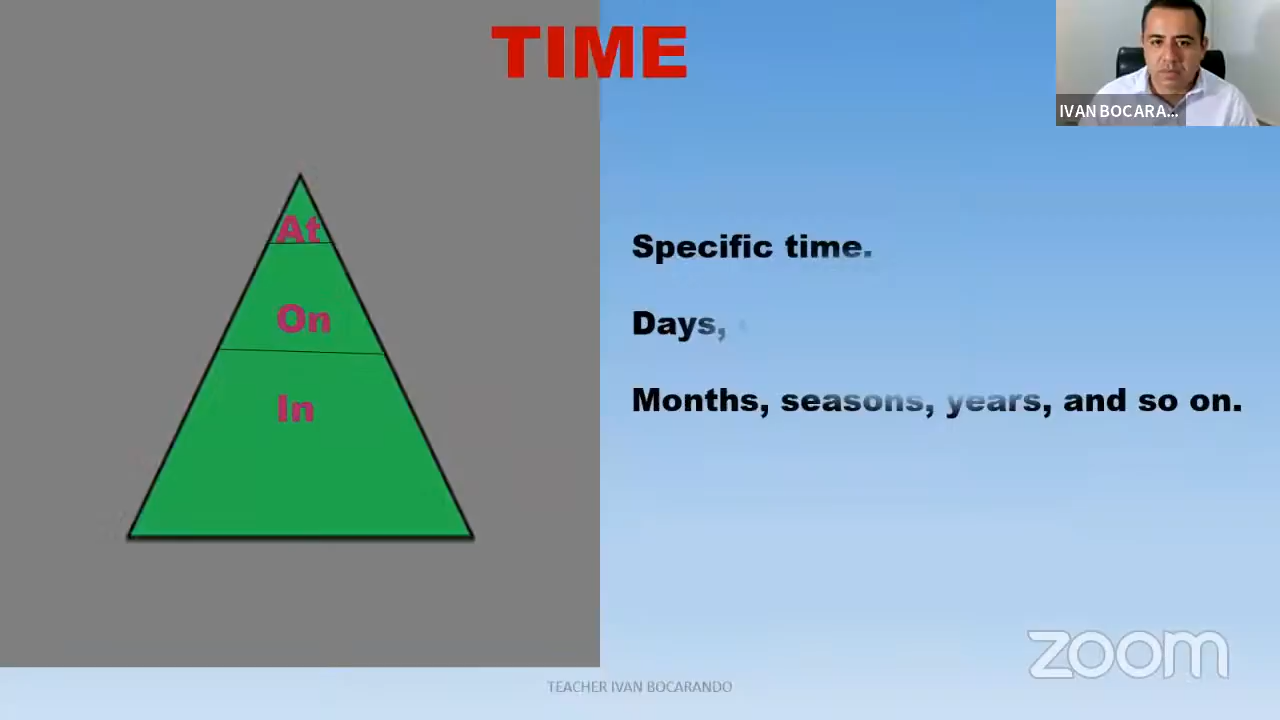 TIME
IVAN BOCARA...
At
Specific time.
On
Days,
In
Months, seasons, years, and so on.
zoom
TEACHER IVAN BOCARANDO